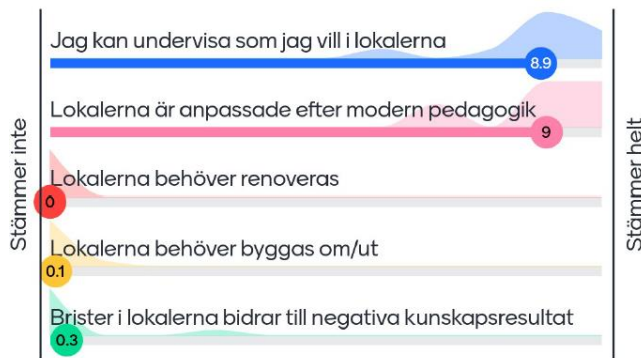 Stämmer inte
Jag kan undervisa som jag vill i lokalerna
8.9
Lokalerna är anpassade efter modern pedagogik
9
Lokalerna behöver renoveras
0
Lokalerna behöver byggas om/ut
0.1
Brister i lokalerna bidrar till negativa kunskapsresultat
0.3
Stämmer helt